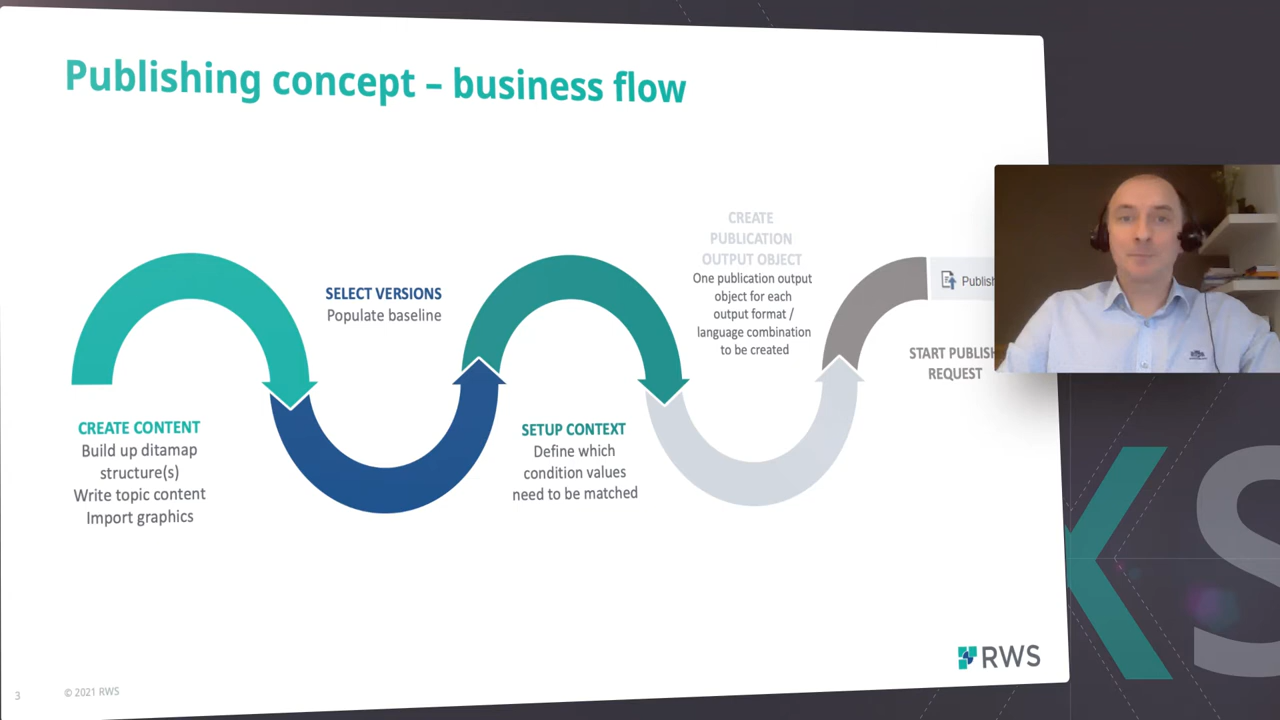 Publishing concept – business flow
CREATE CONTENT
Build up ditamap
structure(s)
Write topic content
Import graphics
SELECT VERSIONS
Populate baseline
SETUP CONTEXT
Define which
condition values
need to be matched
CREATE
PUBLICATION
OUTPUT OBJECT
One publication output
object for each
output format /
language combination
to be created
Publish
START PUBLISH
REQUEST
KS
RWS
3
© 2021 RWS